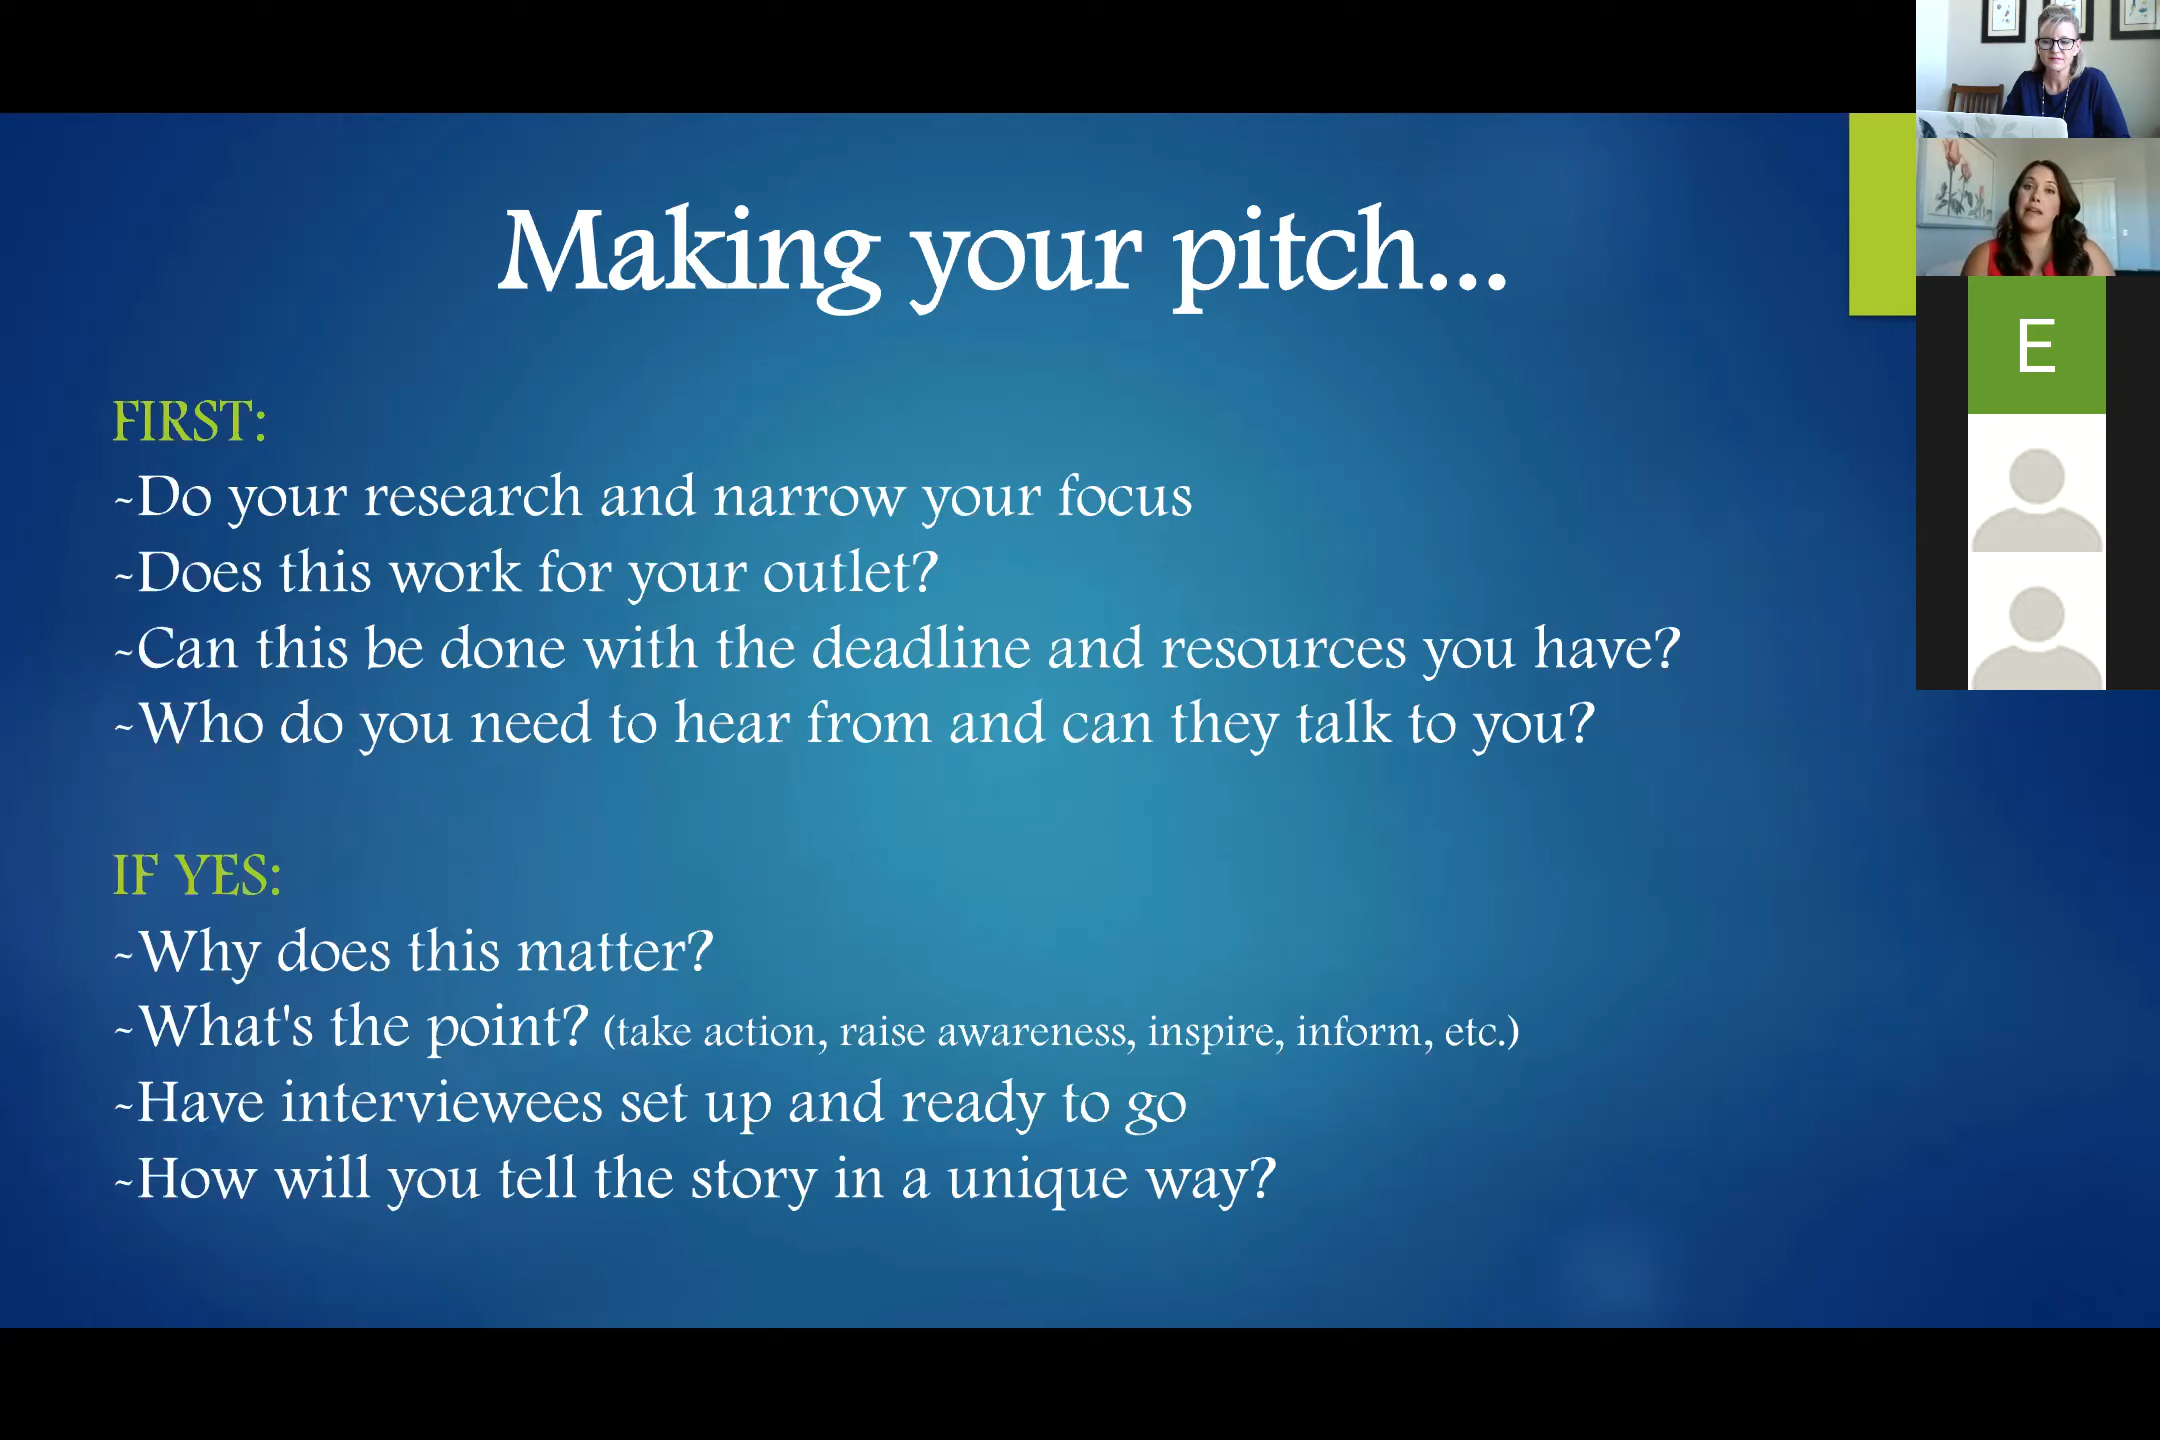 Making your pitch...
FIRST:
-Do your research and narrow your focus
-Does this work for your outlet?
-Can this be done with the deadline and resources you have?
-Who do you need to hear from and can they talk to you?
IF YES:
-Why does this matter?
-What's the point? (take action, raise awareness, inspire, inform, etc.)
-Have interviewees set up and ready to go
-How will you tell the story in a unique way?
E